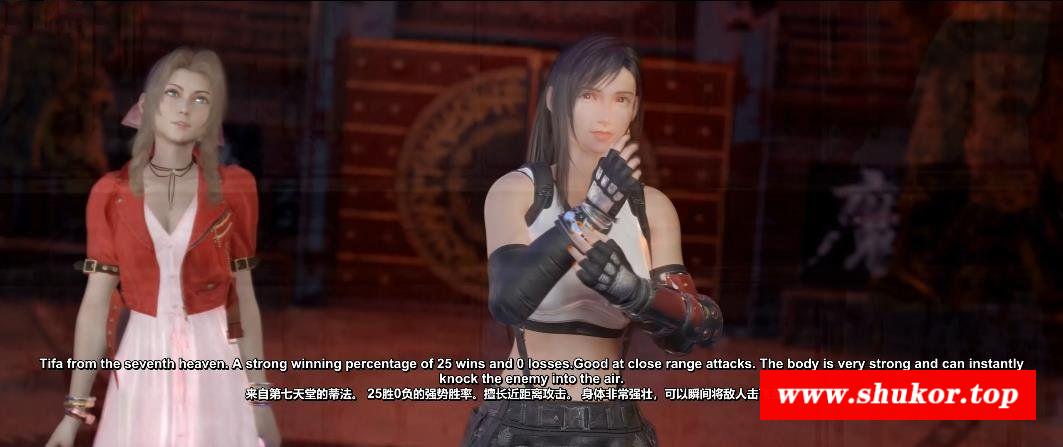 Tifa from the seventh heaven. A strong winning percentage of 25 wins and 0 losses.Good at close range attacks. The body is very strong and can instantly
knock the enemy into the air.
来自第七天堂的蒂法。 25胜0负的强势胜率。擅长近距离攻击。 身体非常强壮，可以瞬间将敌人击
www.shukor.top